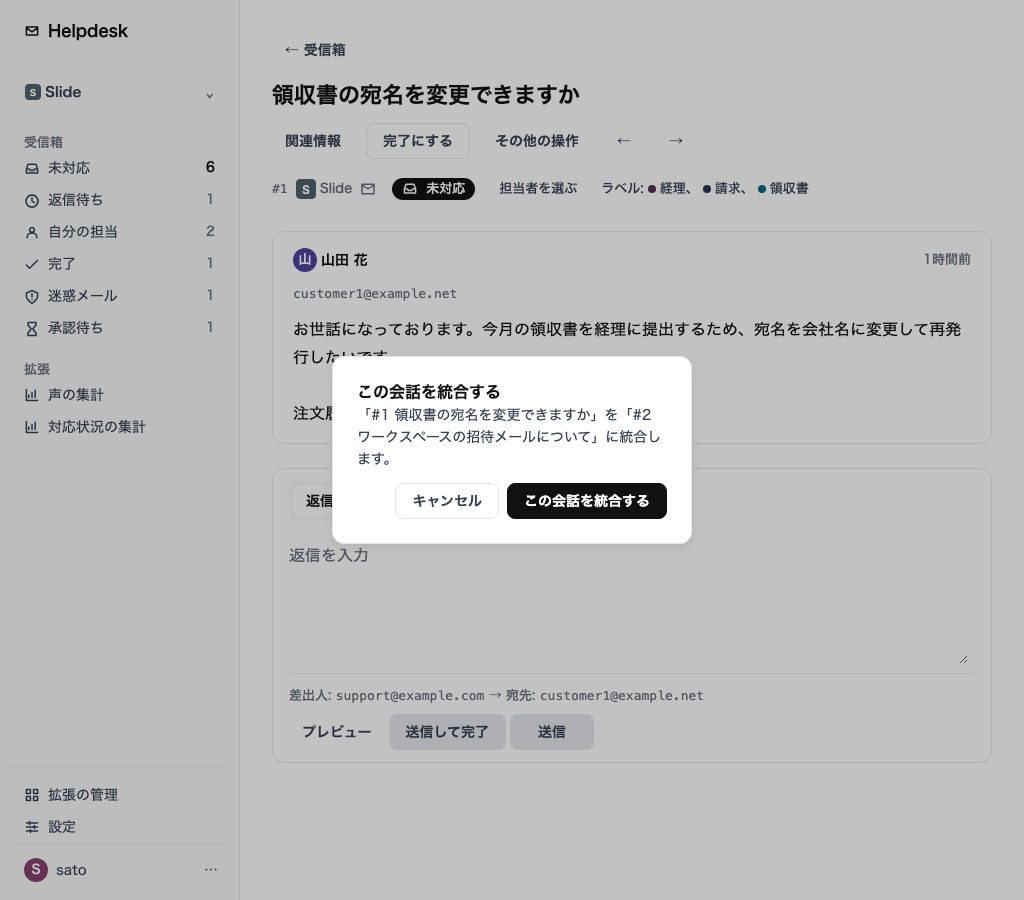 Helpdesk
S Slide
受信箱
未対応 6
返信待ち 1
自分の担当 2
完了 1
迷惑メール 1
承認待ち 1
拡張
声の集計
対応状況の集計
拡張の管理
設定
S sato ···
← 受信箱
領収書の宛名を変更できますか
関連情報 完了にする その他の操作 ← →
#1 S Slide 未対応 担当者を選ぶ ラベル: 経理、 請求、 領収書
山 山田 花 1時間前
customer1@example.net
お世話になっております。今月の領収書を経理に提出するため、宛名を会社名に変更して再発
行したいです
注文
この会話を統合する
「#1 領収書の宛名を変更できますか」を「#2
ワークスペースの招待メールについて」に統合し
ます。
キャンセル この会話を統合する
返信
返信を入力
差出人: support@example.com → 宛先: customer1@example.net
プレビュー 送信して完了 送信